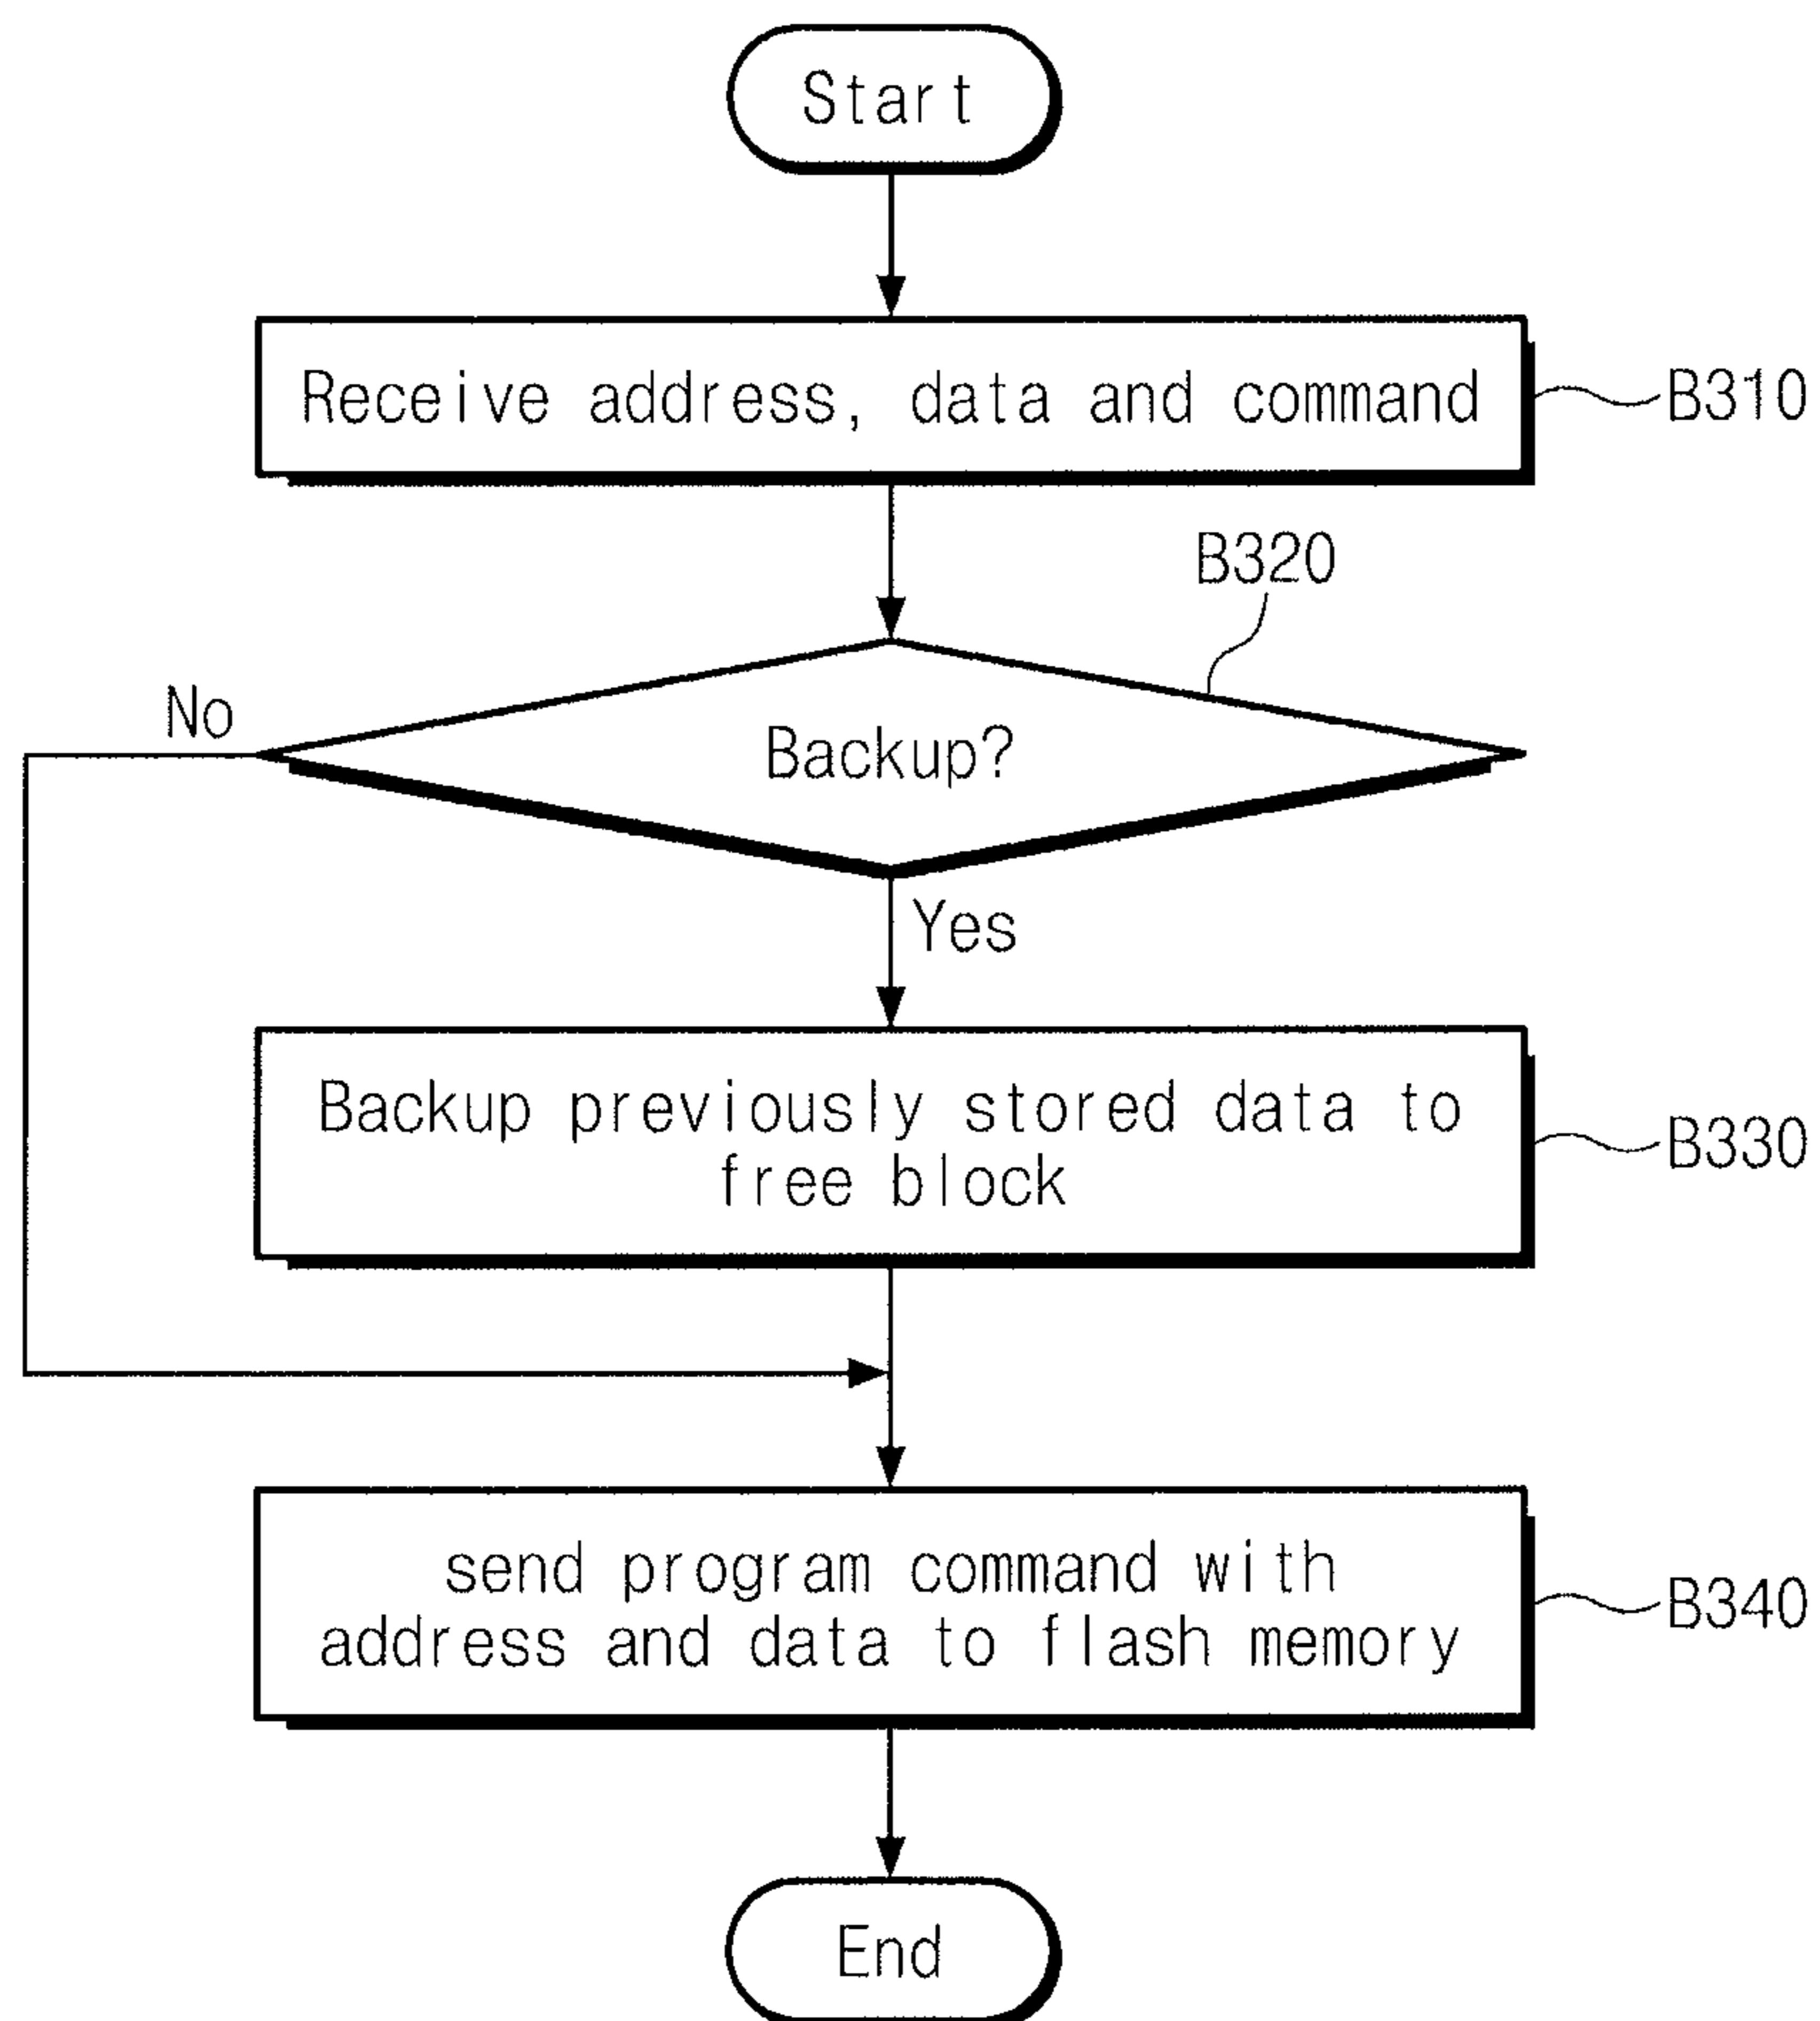 Start
Receive address, data and command
B310
B320
Backup?
No
Yes
Backup previously stored data to
free block
B330
send program command with
address and data to flash memory
B340
End